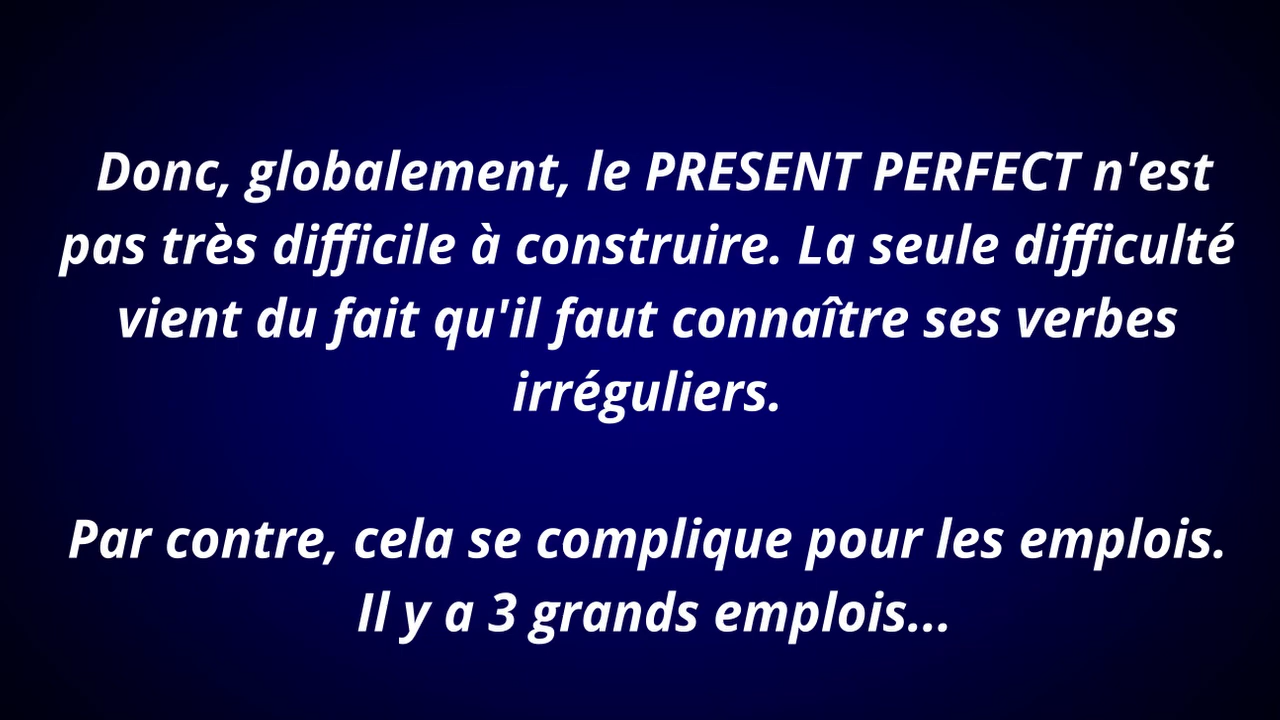 Donc, globalement, le PRESENT PERFECT n'est
pas très difficile à construire. La seule difficulté
vient du fait qu'il faut connaître ses verbes
irréguliers.
Par contre, cela se complique pour les emplois.
Il y a 3 grands emplois...